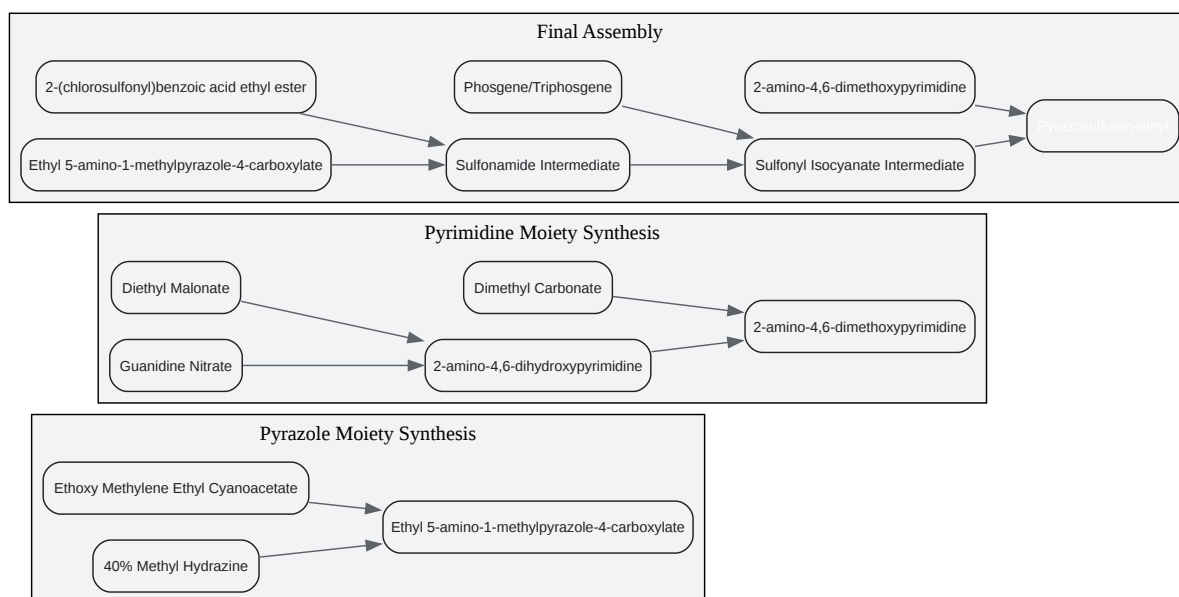 Final Assembly
2-(chlorosulfonyl)benzoic acid ethyl ester
Phosgene/Triphosgene
2-amino-4,6-dimethoxypyrimidine
Pyrazosulfuron-ethyl
Ethyl 5-amino-1-methylpyrazole-4-carboxylate
Sulfonamide Intermediate
Sulfonyl Isocyanate Intermediate
Pyrimidine Moiety Synthesis
Diethyl Malonate
Dimethyl Carbonate
2-amino-4,6-dimethoxypyrimidine
Guanidine Nitrate
2-amino-4,6-dihydroxypyrimidine
Pyrazole Moiety Synthesis
Ethoxy Methylene Ethyl Cyanoacetate
Ethyl 5-amino-1-methylpyrazole-4-carboxylate
40% Methyl Hydrazine